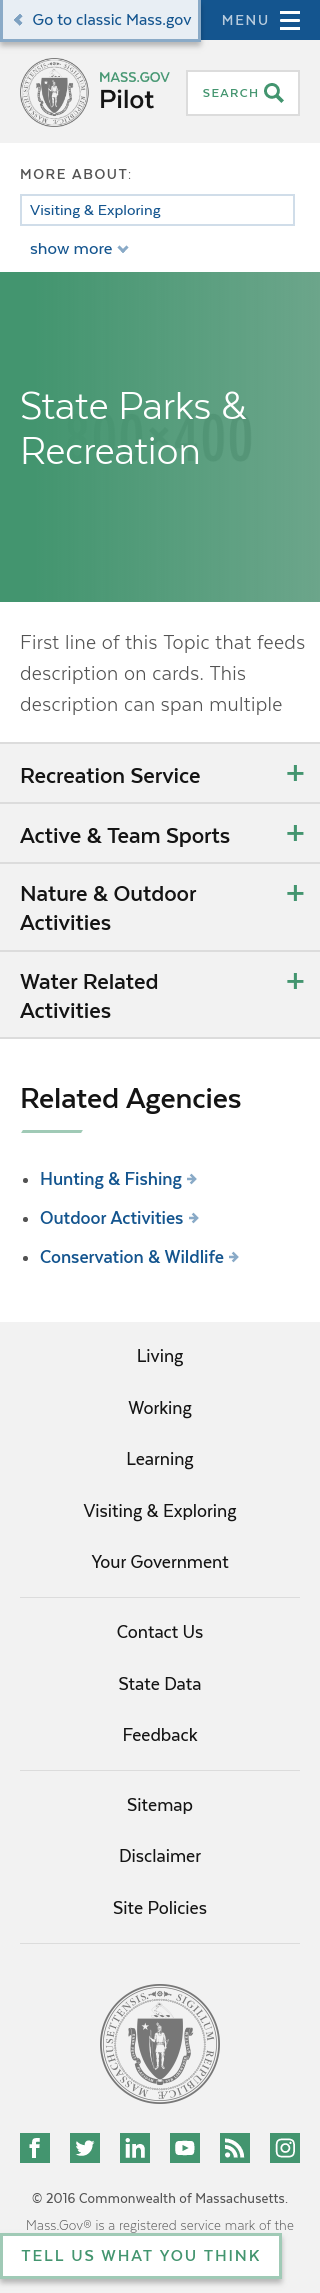 Go to classic Mass.gov
MENU
MASS.GOV
Pilot
SEARCH
MORE ABOUT:
Visiting & Exploring
show more
State Parks &
Recreation
First line of this Topic that feeds
description on cards. This
description can span multiple
Recreation Service
Active & Team Sports
Nature & Outdoor
Activities
Water Related
Activities
Related Agencies
Hunting & Fishing
Outdoor Activities
Conservation & Wildlife
Living
Working
Learning
Visiting & Exploring
Your Government
Contact Us
State Data
Feedback
Sitemap
Disclaimer
Site Policies
© 2016 Commonwealth of Massachusetts.
Mass.Gov® is a registered service mark of the
TELL US WHAT YOU THINK